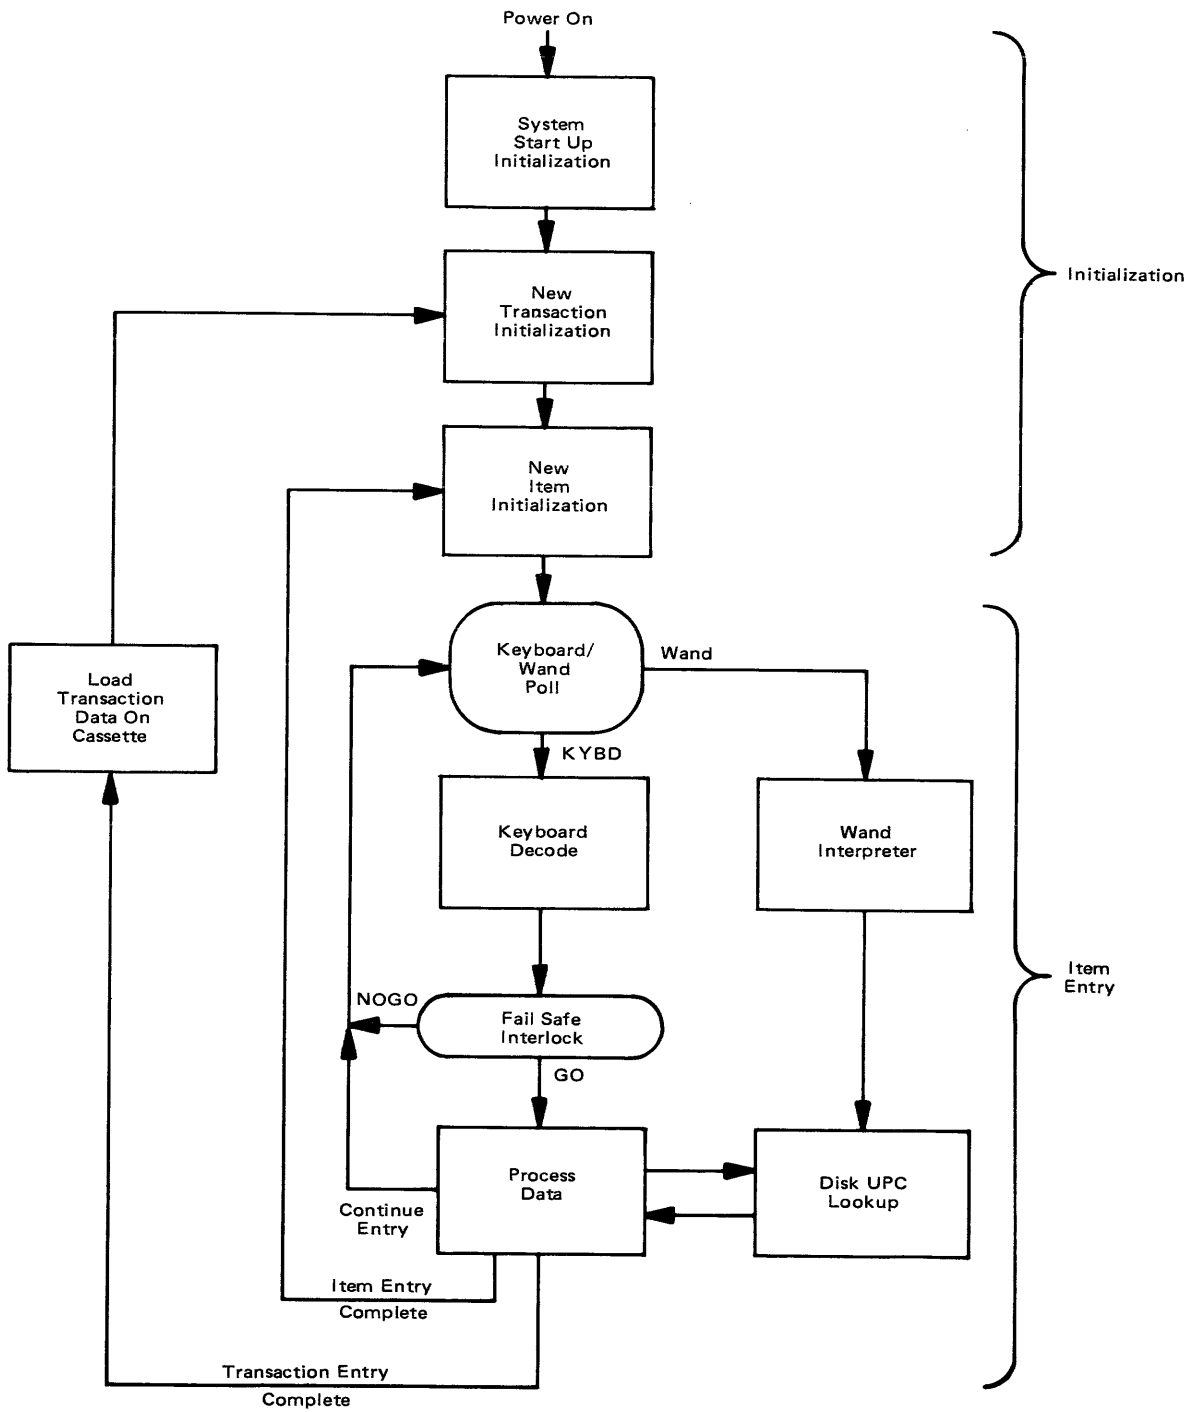 Power On
System
Start Up
Initialization
New
Transaction
Initialization
Initialization
New
Item
Initialization
Keyboard/
Wand
Poll
Wand
Load
Transaction
Data On
Cassette
KYBD
Keyboard
Decode
Wand
Interpreter
Item
Entry
NOGO
Fail Safe
Interlock
GO
Process
Data
Disk UPC
Lookup
Continue
Entry
Item Entry
Complete
Transaction Entry
Complete